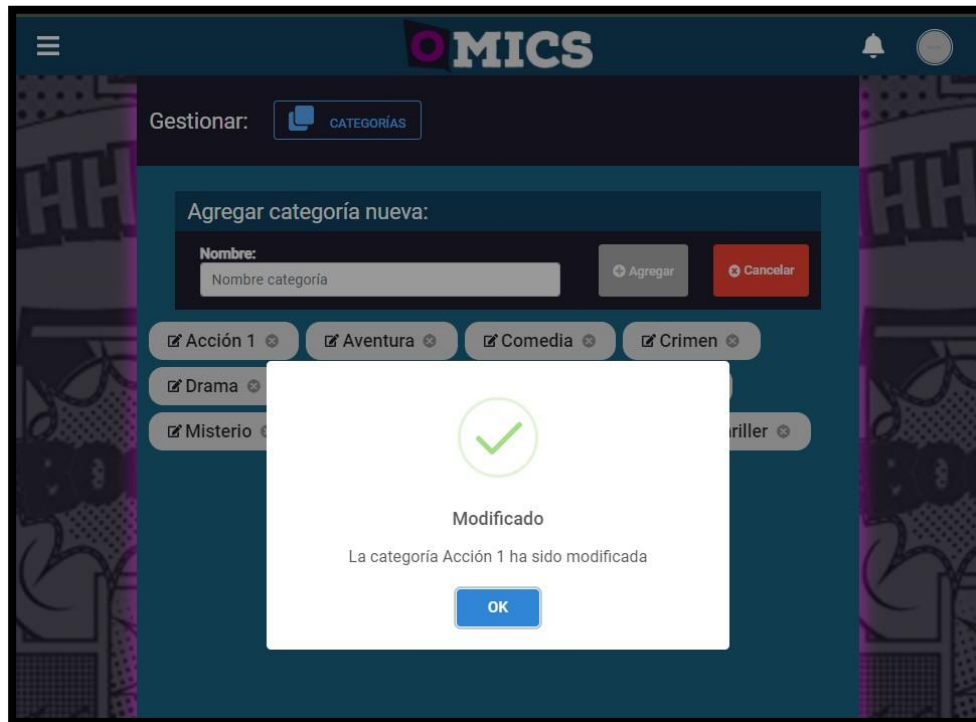 OMICS
Gestionar: CATEGORÍAS
Agregar categoría nueva:
Nombre:
Nombre categoría Agregar Cancelar
Acción 1 Aventura Comedia Crimen
Drama
Misterio
Modificado
La categoría Acción 1 ha sido modificada
OK